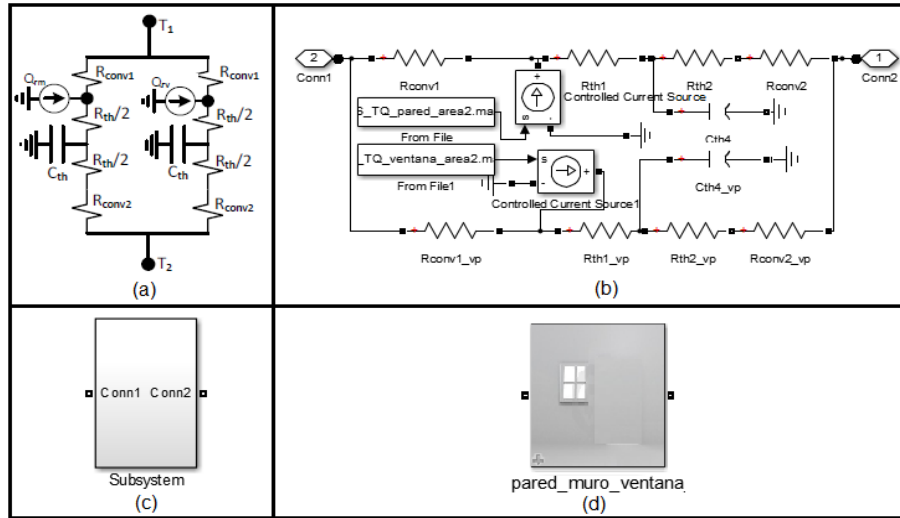 T1
Rconv1
Rconv1
Qrm
Qrv
Rth/2
Rth/2
Cth
Cth
Rth/2
Rth/2
Rconv2
Rconv2
T2
(a)
2
Conn1
Rconv1
Rth1
Rth2
Rconv2
1
Conn2
Controlled Current Source
S_TQ_pared_area2.ma
s
+
-
From File
_TQ_ventana_area2.m
s
+
-
From File1
Controlled Current Source1
Cth4
Cth4_vp
Rconv1_vp
Rth1_vp
Rth2_vp
Rconv2_vp
(b)
Conn1 Conn2
Subsystem
(c)
pared_muro_ventana
(d)